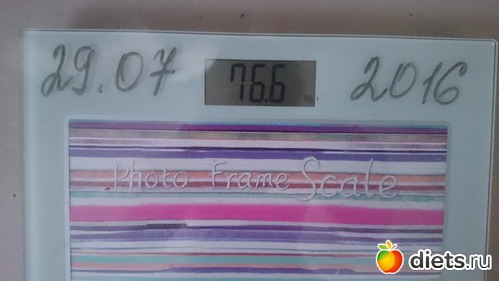 29.07 76.6 2016
Photo Frame Scale
diets.ru